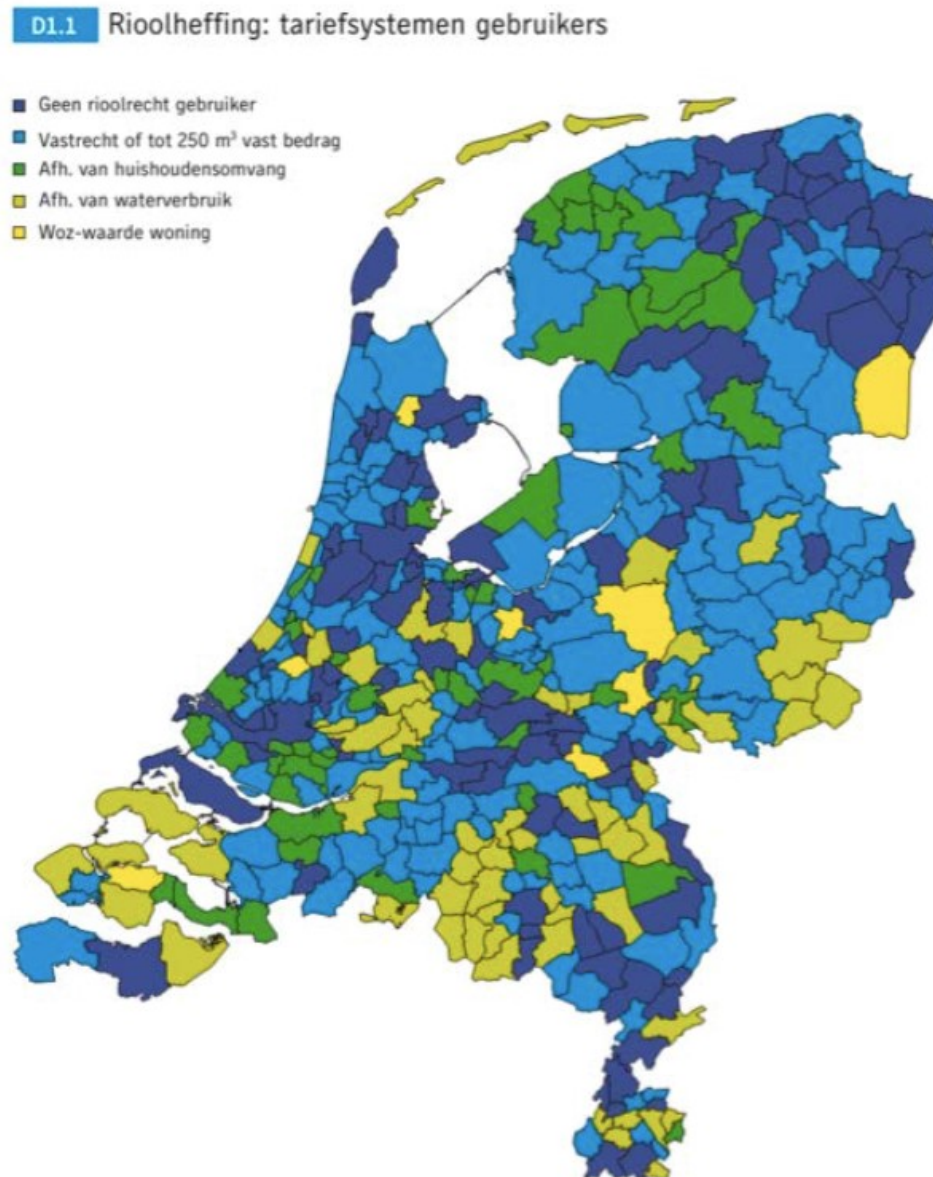 D1.1 Rioolheffing: tariefsystemen gebruikers
Geen rioolrecht gebruiker
Vastrecht of tot 250 m³ vast bedrag
Afh. van huishoudensomvang
Afh. van waterverbruik
Woz-waarde woning